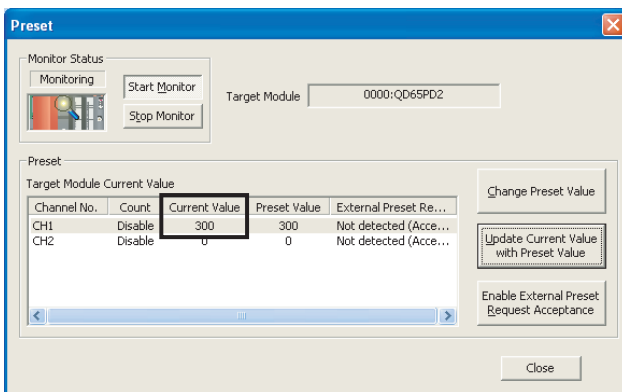 Preset
Monitor Status
Monitoring
Start Monitor
Stop Monitor
Target Module
0000:QD65PD2
Preset
Target Module Current Value
Channel No. Count Current Value Preset Value External Preset Re...
CH1 Disable 300 300 Not detected (Acce...
CH2 Disable 0 0 Not detected (Acce...
Change Preset Value
Update Current Value
with Preset Value
Enable External Preset
Request Acceptance
Close